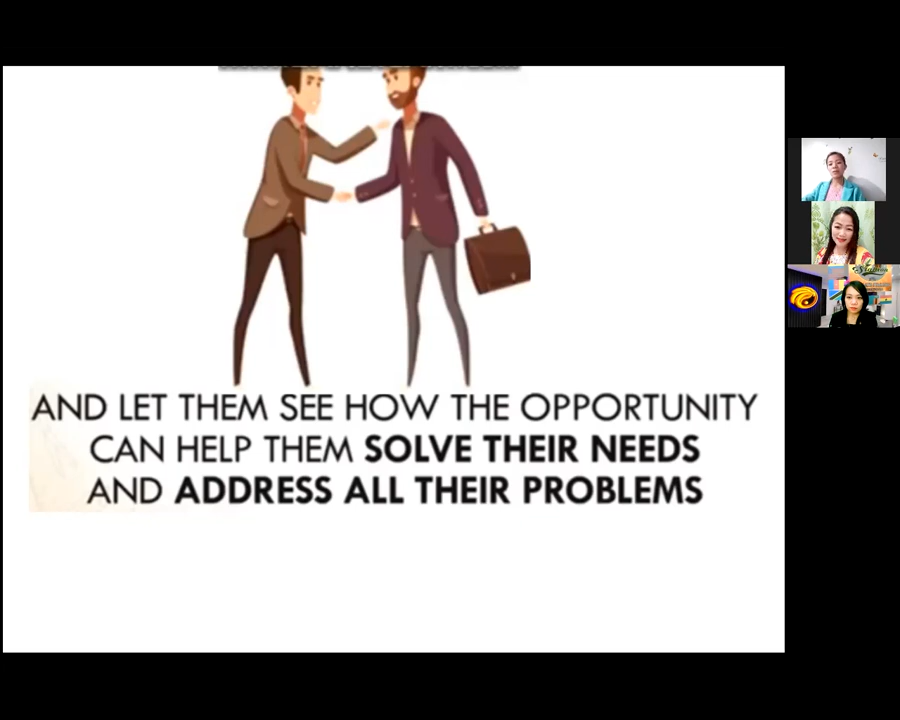 AND LET THEM SEE HOW THE OPPORTUNITY
CAN HELP THEM SOLVE THEIR NEEDS
AND ADDRESS ALL THEIR PROBLEMS